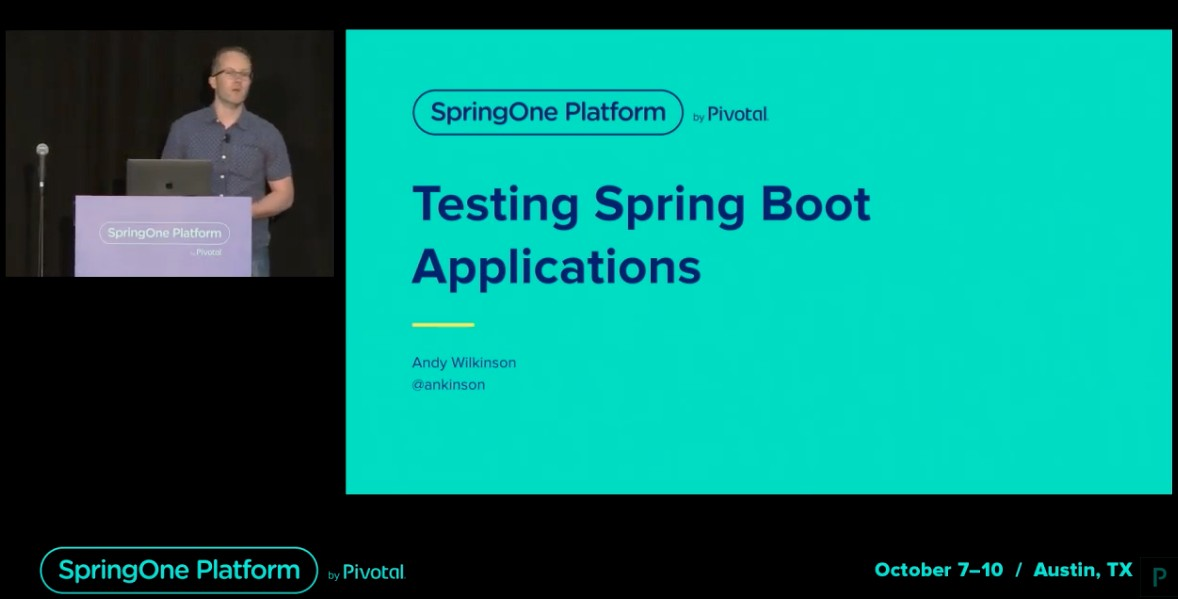 SpringOne Platform by Pivotal.
Testing Spring Boot
Applications
Andy Wilkinson
@ankinson
SpringOne Platform
by Pivotal
SpringOne Platform by Pivotal.
October 7–10 / Austin, TX
P